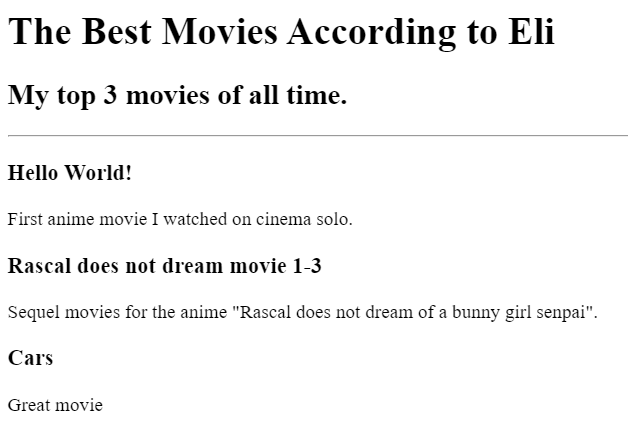 The Best Movies According to Eli
My top 3 movies of all time.
Hello World!
First anime movie I watched on cinema solo.
Rascal does not dream movie 1-3
Sequel movies for the anime "Rascal does not dream of a bunny girl senpai".
Cars
Great movie